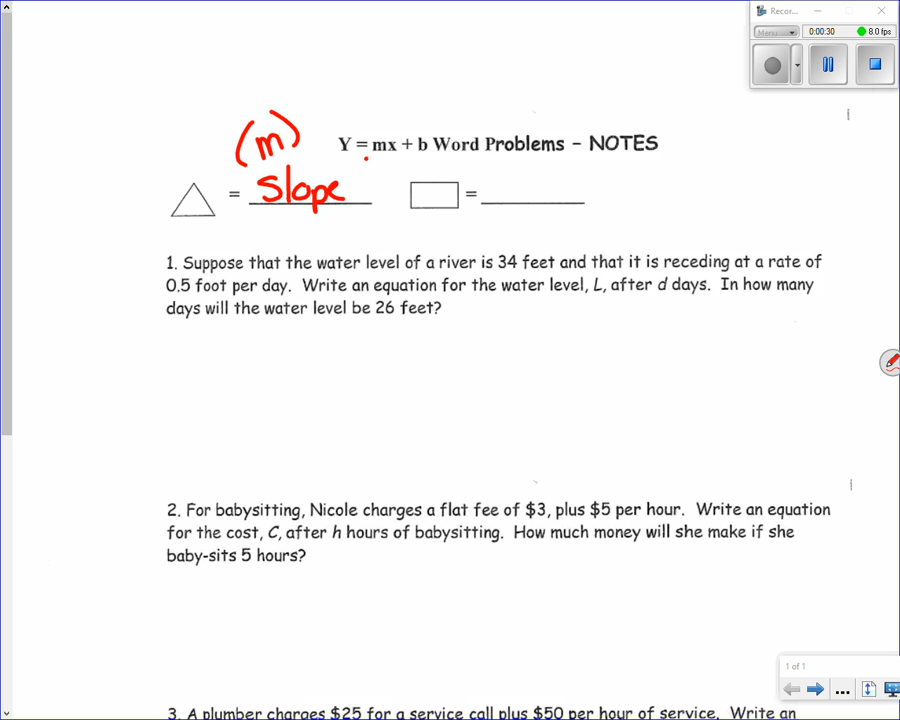 Recor...
Menu
0:00:30
8.0 fps
(m)
Y = mx + b Word Problems – NOTES
= slope
= ____________
1. Suppose that the water level of a river is 34 feet and that it is receding at a rate of
0.5 foot per day. Write an equation for the water level, L, after d days. In how many
days will the water level be 26 feet?
2. For babysitting, Nicole charges a flat fee of $3, plus $5 per hour. Write an equation
for the cost, C, after h hours of babysitting. How much money will she make if she
baby-sits 5 hours?
1 of 1
3. A plumber charges $25 for a service call plus $50 per hour of service. Write an